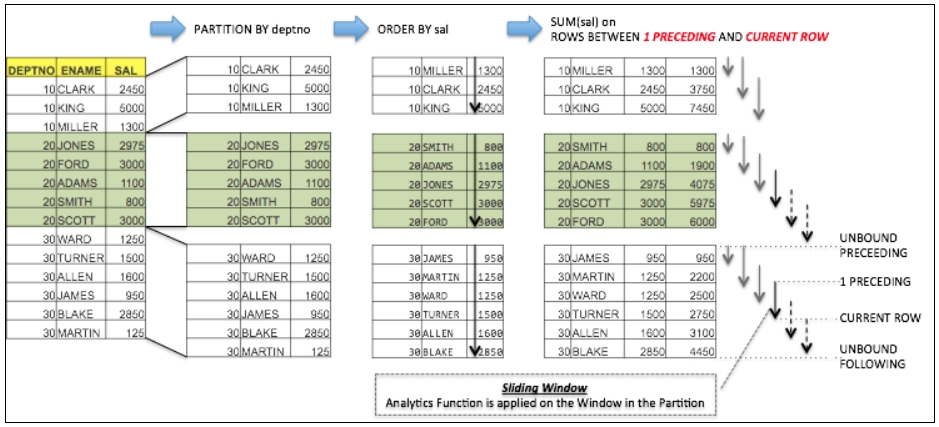 PARTITION BY deptno
ORDER BY sal
SUM(sal) on
ROWS BETWEEN 1 PRECEDING AND CURRENT ROW
DEPTNO ENAME SAL
10 CLARK 2450
10 KING 5000
10 MILLER 1300
20 JONES 2975
20 FORD 3000
20 ADAMS 1100
20 SMITH 800
20 SCOTT 3000
30 WARD 1250
30 TURNER 1500
30 ALLEN 1600
30 JAMES 950
30 BLAKE 2850
30 MARTIN 125
10 CLARK 2450
10 KING 5000
10 MILLER 1300
20 JONES 2975
20 FORD 3000
20 ADAMS 1100
20 SMITH 800
20 SCOTT 3000
30 WARD 1250
30 TURNER 1500
30 ALLEN 1600
30 JAMES 950
30 BLAKE 2850
30 MARTIN 125
10 MILLER 1300
10 CLARK 2450
10 KING 5000
20 SMITH 800
20 ADAMS 1100
20 JONES 2975
20 SCOTT 3000
20 FORD 3000
30 JAMES 950
30 MARTIN 1250
30 WARD 1250
30 TURNER 1500
30 ALLEN 1600
30 BLAKE 2850
10 MILLER 1300 1300
10 CLARK 2450 3750
10 KING 5000 7450
20 SMITH 800 800
20 ADAMS 1100 1900
20 JONES 2975 4075
20 SCOTT 3000 5975
20 FORD 3000 6000
30 JAMES 950 950
30 MARTIN 1250 2200
30 WARD 1250 2500
30 TURNER 1500 2750
30 ALLEN 1600 3100
30 BLAKE 2850 4450
UNBOUND
PRECEEDING
1 PRECEDING
CURRENT ROW
UNBOUND
FOLLOWING
Sliding Window
Analytics Function is applied on the Window in the Partition